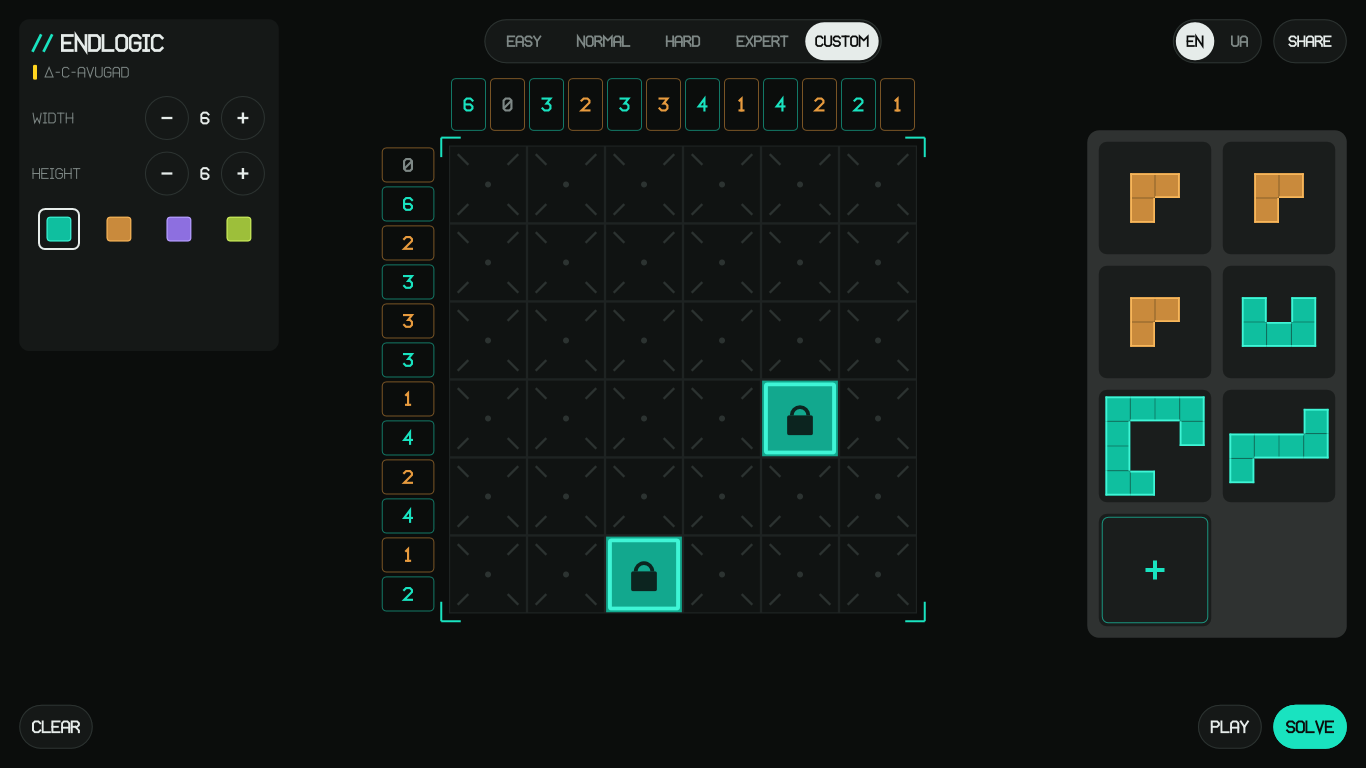 // ENDLOGIC
Δ-C-AVUGAD
WIDTH − 6 +
HEIGHT − 6 +
EASY NORMAL HARD EXPERT CUSTOM
EN UA SHARE
6 0 3 2 3 3 4 1 4 2 2 1
0
6
2
3
3
3
1
4
2
4
1
2
+
CLEAR
PLAY SOLVE